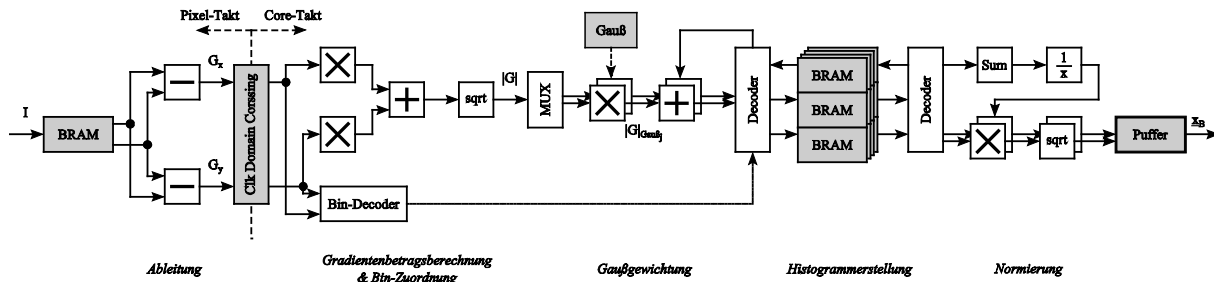 Pixel-Takt
Core-Takt
I
BRAM
Gx
Gy
Clk Domain Corssing
Bin-Decoder
sqrt
|G|
MUX
Gauß
|G|Gaußj
Decoder
BRAM
BRAM
BRAM
Decoder
Sum
1
x
sqrt
Puffer
xB
Ableitung
Gradientenbetragsberechnung
& Bin-Zuordnung
Gaußgewichtung
Histogrammerstellung
Normierung